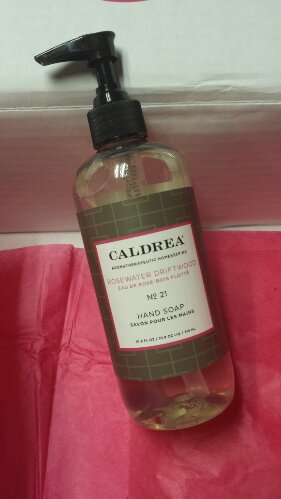 CALDREA®
AROMATHERAPEUTIC HOMEKEEPING
ROSEWATER DRIFTWOOD
EAU DE ROSE-BOIS FLOTTÉ
Nº 21
HAND SOAP
SAVON POUR LES MAINS